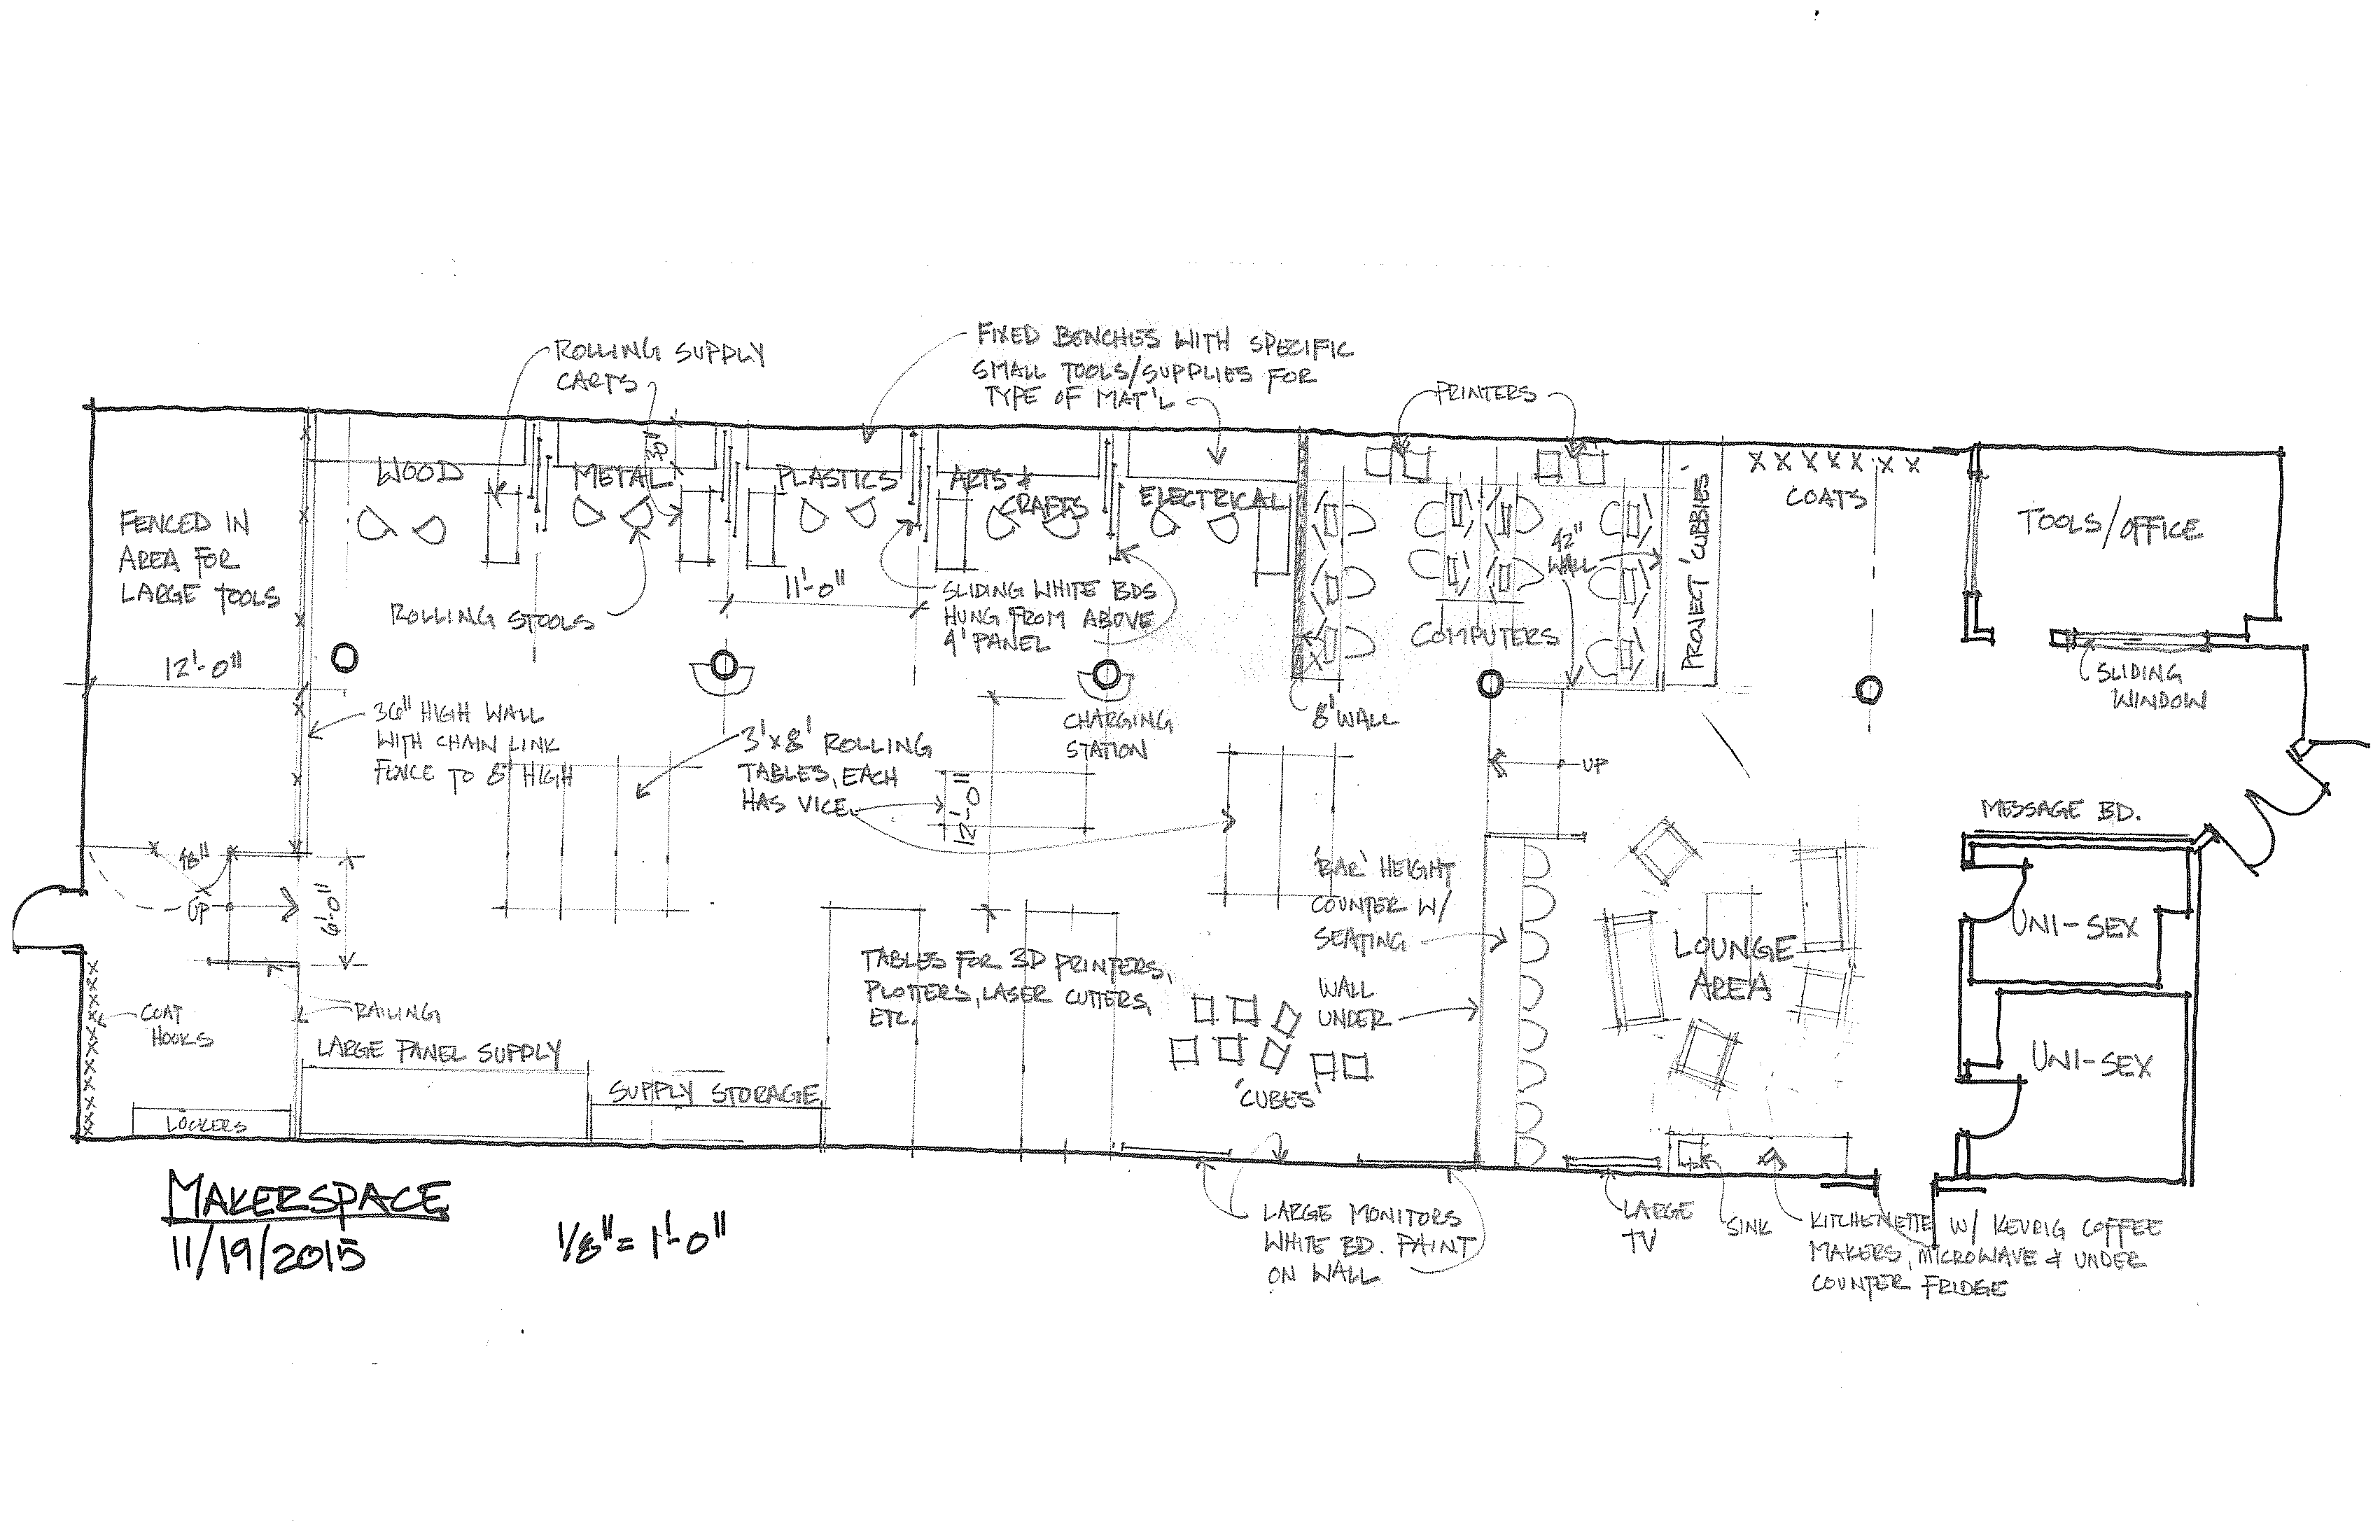 ROLLING SUPPLY
CARTS
FIXED BENCHES WITH SPECIFIC
SMALL TOOLS/SUPPLIES FOR
TYPE OF MAT'L
PRINTERS
30"
WOOD
METAL
PLASTICS
ARTS &
CRAFTS
ELECTRICAL
COATS
FENCED IN
AREA FOR
LARGE TOOLS
TOOLS/OFFICE
42"
WALL
PROJECT 'CUBBIES'
11'-0"
SLIDING WHITE BDS
HUNG FROM ABOVE
4' PANEL
ROLLING STOOLS
COMPUTERS
12'-0"
SLIDING
WINDOW
36" HIGH WALL
WITH CHAIN LINK
FENCE TO 8' HIGH
3'x8' ROLLING
TABLES, EACH
HAS VICE
CHARGING
STATION
8' WALL
UP
12'-0"
MESSAGE BD.
48"
UP
6'-0"
'BAR' HEIGHT
COUNTER W/
SEATING
UNI-SEX
LOUNGE
AREA
TABLES FOR 3D PRINTERS,
PLOTTERS, LASER CUTTERS,
ETC.
WALL
UNDER
COAT
HOOKS
RAILING
LARGE PANEL SUPPLY
UNI-SEX
SUPPLY STORAGE
'CUBES'
LOCKERS
MAKERSPACE
11/19/2015
1/8" = 1'-0"
LARGE MONITORS
WHITE BD. PAINT
ON WALL
LARGE
TV
SINK
KITCHENETTE W/ KEURIG COFFEE
MAKERS, MICROWAVE & UNDER
COUNTER FRIDGE